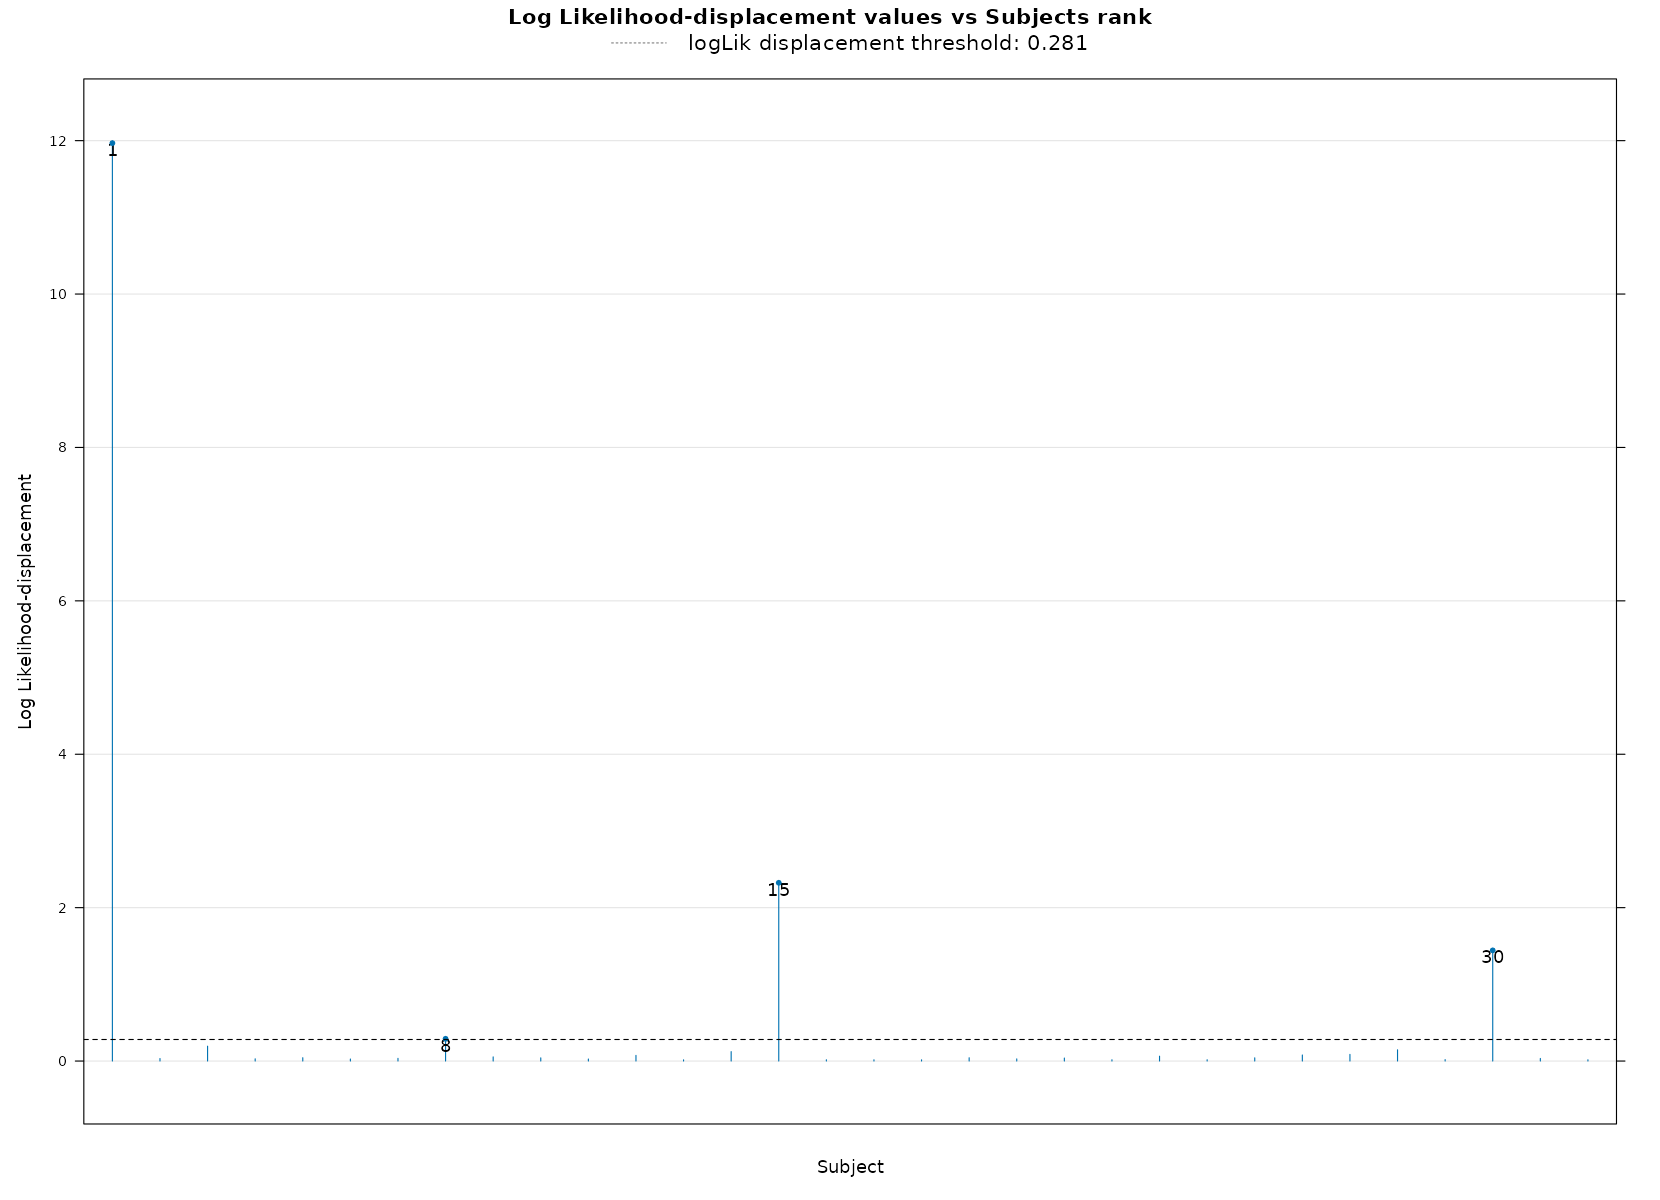 Log Likelihood-displacement values vs Subjects rank
logLik displacement threshold: 0.281
12
10
8
6
4
2
0
Log Likelihood-displacement
1
8
15
30
Subject